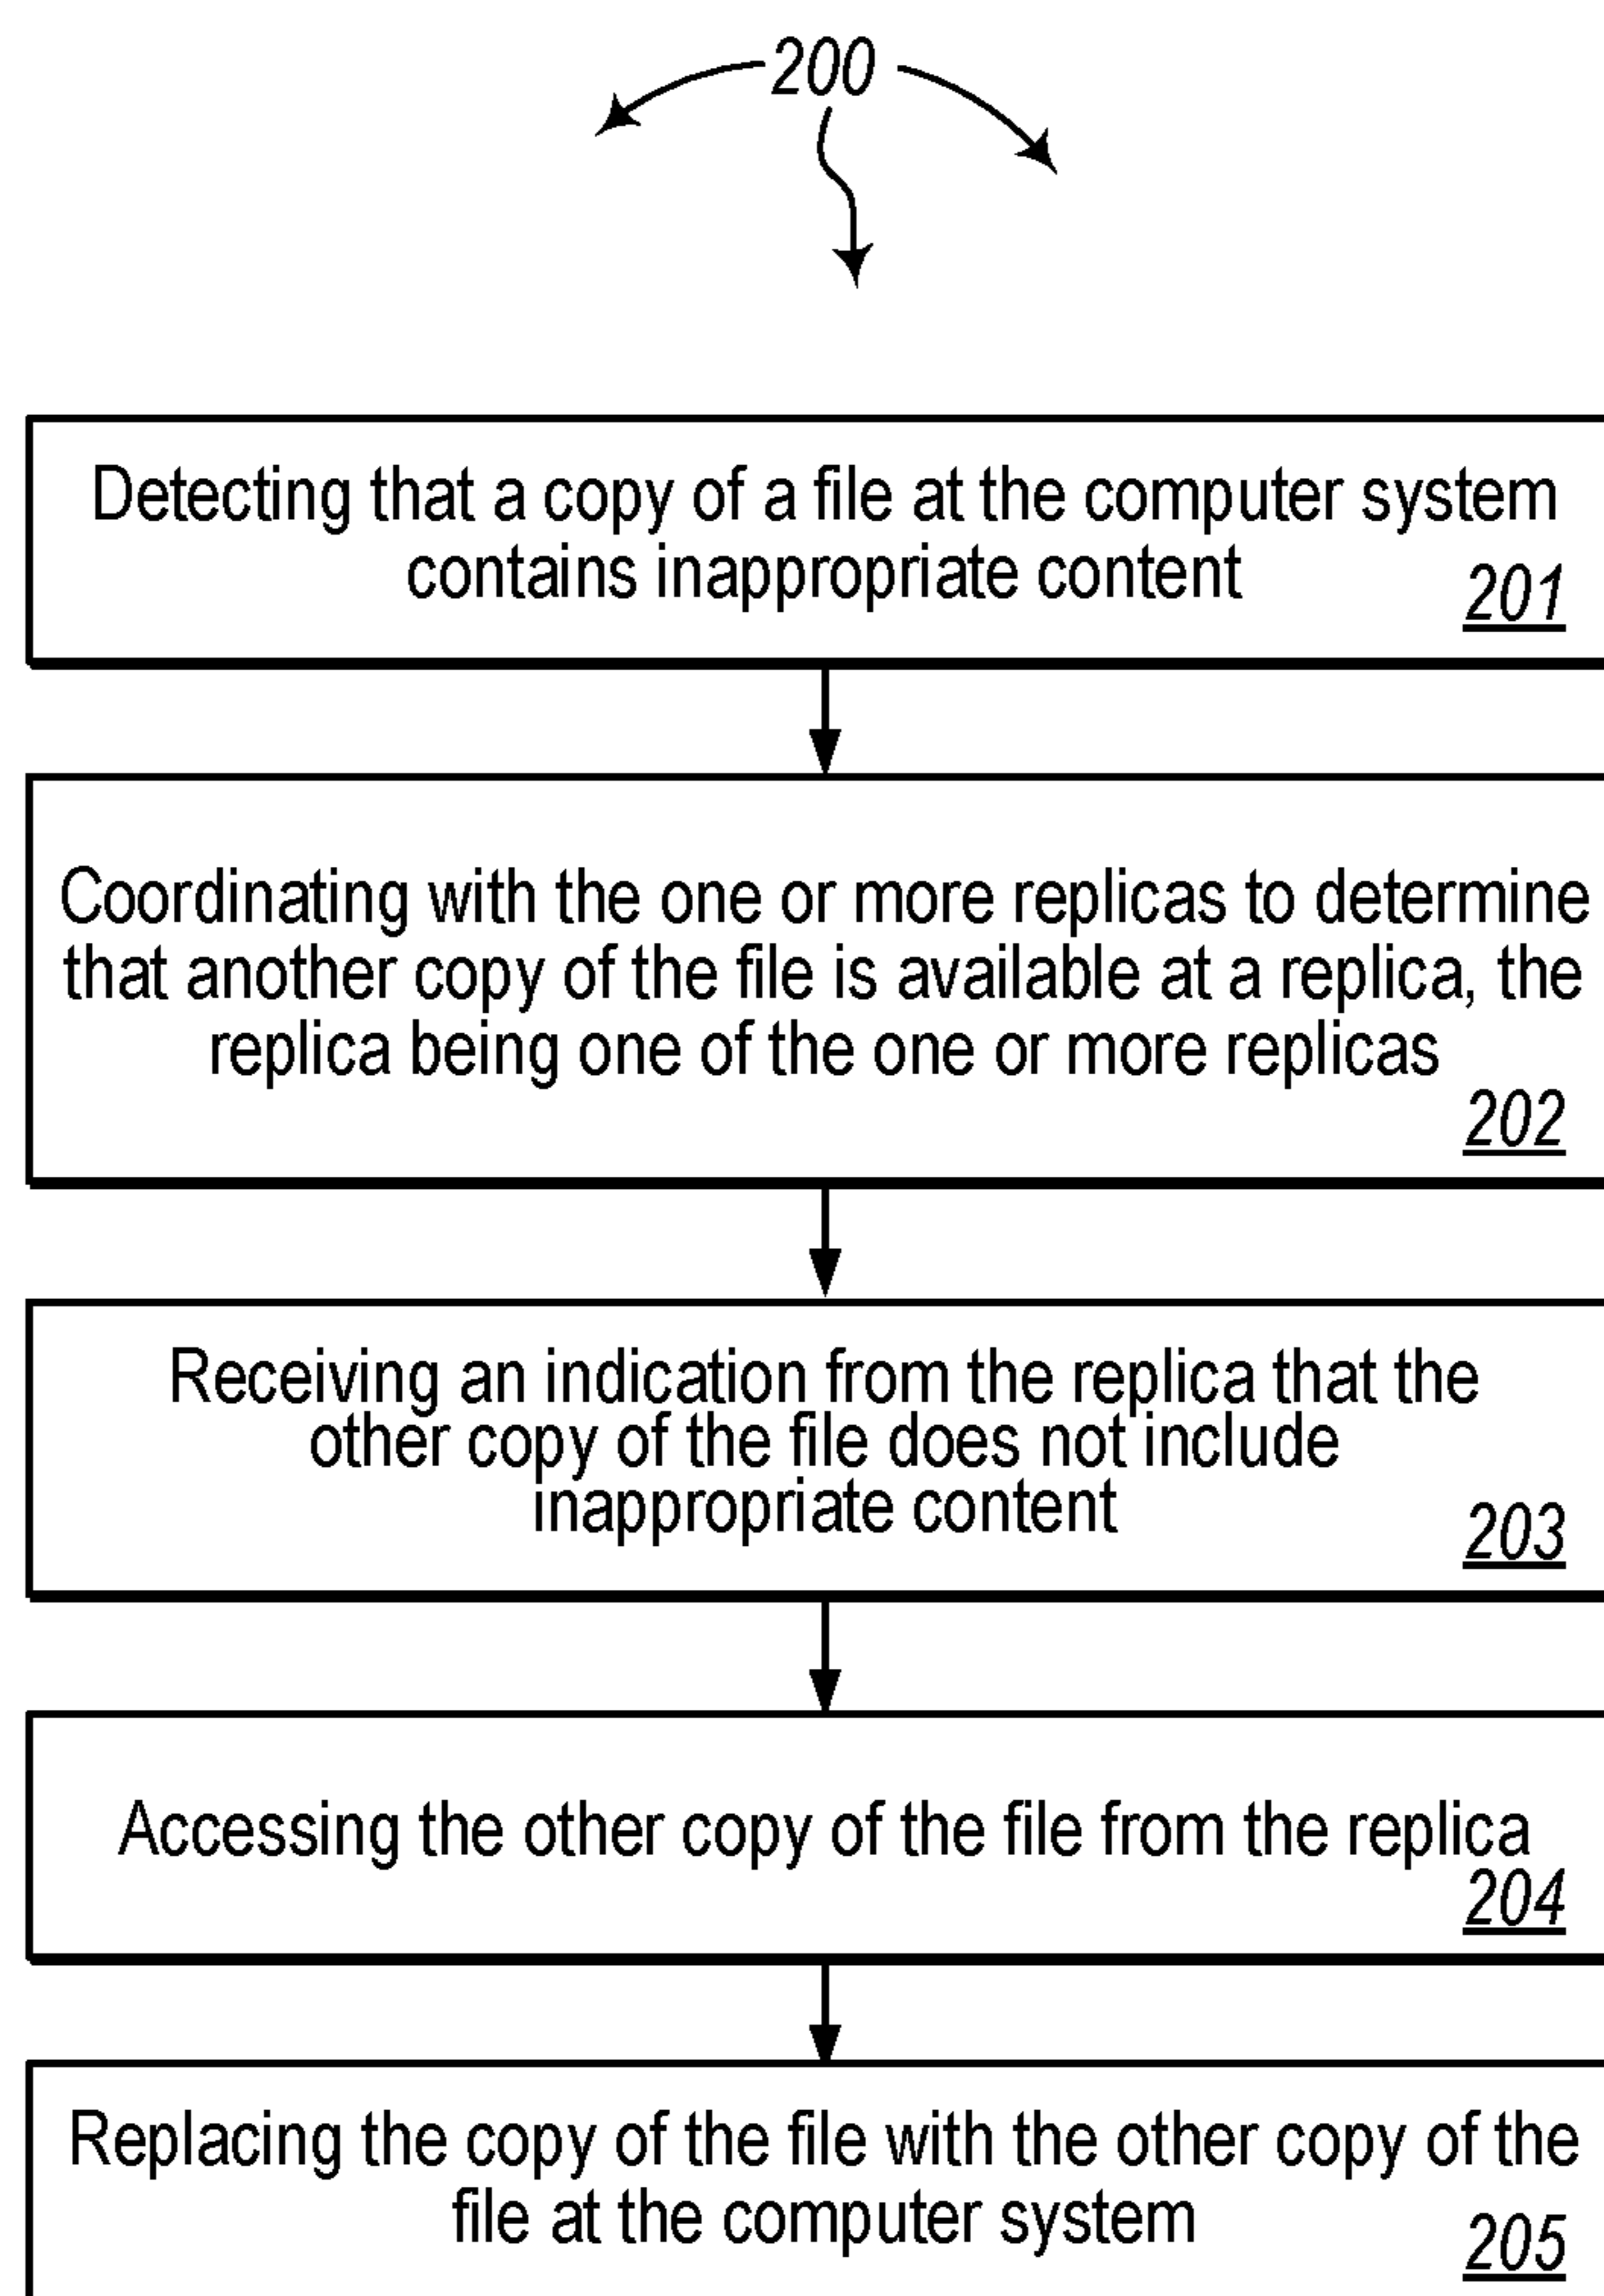 200
Detecting that a copy of a file at the computer system
contains inappropriate content
201
Coordinating with the one or more replicas to determine
that another copy of the file is available at a replica, the
replica being one of the one or more replicas
202
Receiving an indication from the replica that the
other copy of the file does not include
inappropriate content
203
Accessing the other copy of the file from the replica
204
Replacing the copy of the file with the other copy of the
file at the computer system
205